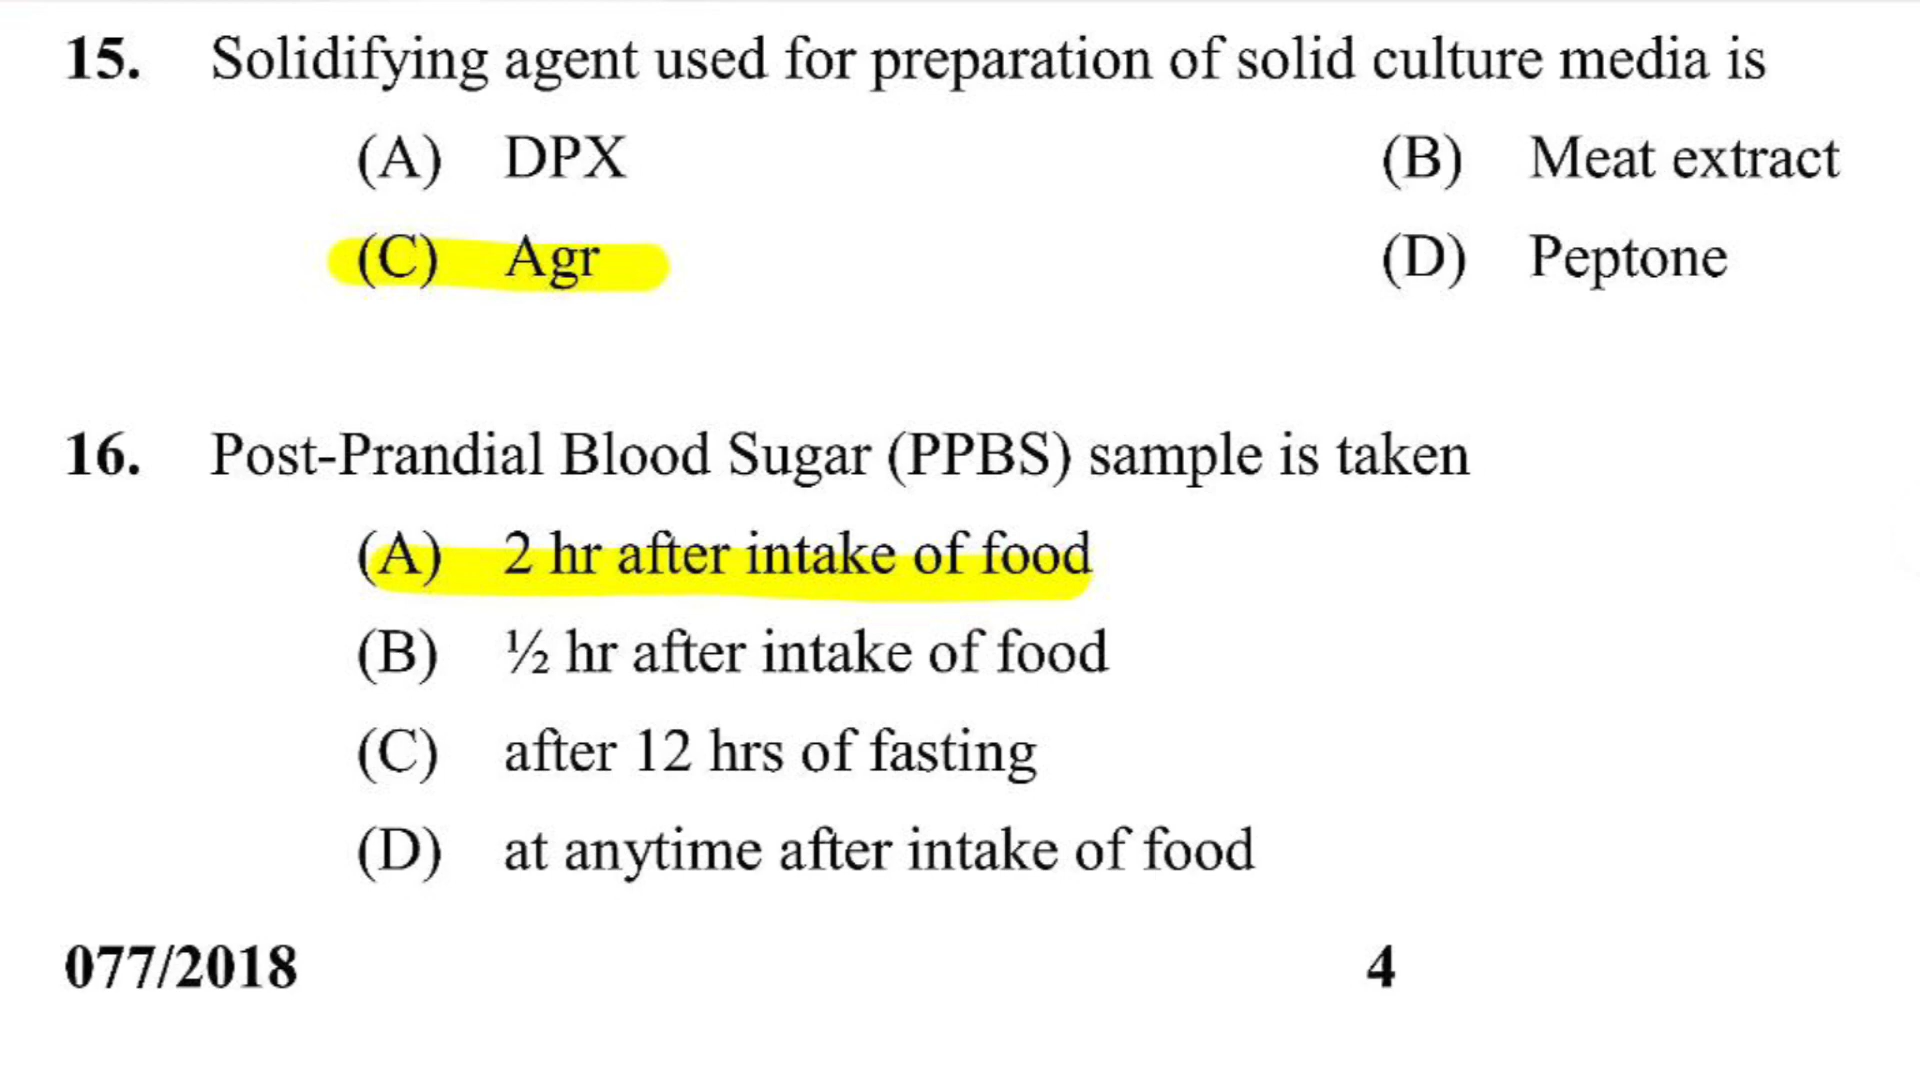 15. Solidifying agent used for preparation of solid culture media is
(A) DPX (B) Meat extract
(C) Agr (D) Peptone
16. Post-Prandial Blood Sugar (PPBS) sample is taken
(A) 2 hr after intake of food
(B) ½ hr after intake of food
(C) after 12 hrs of fasting
(D) at anytime after intake of food
077/2018 4